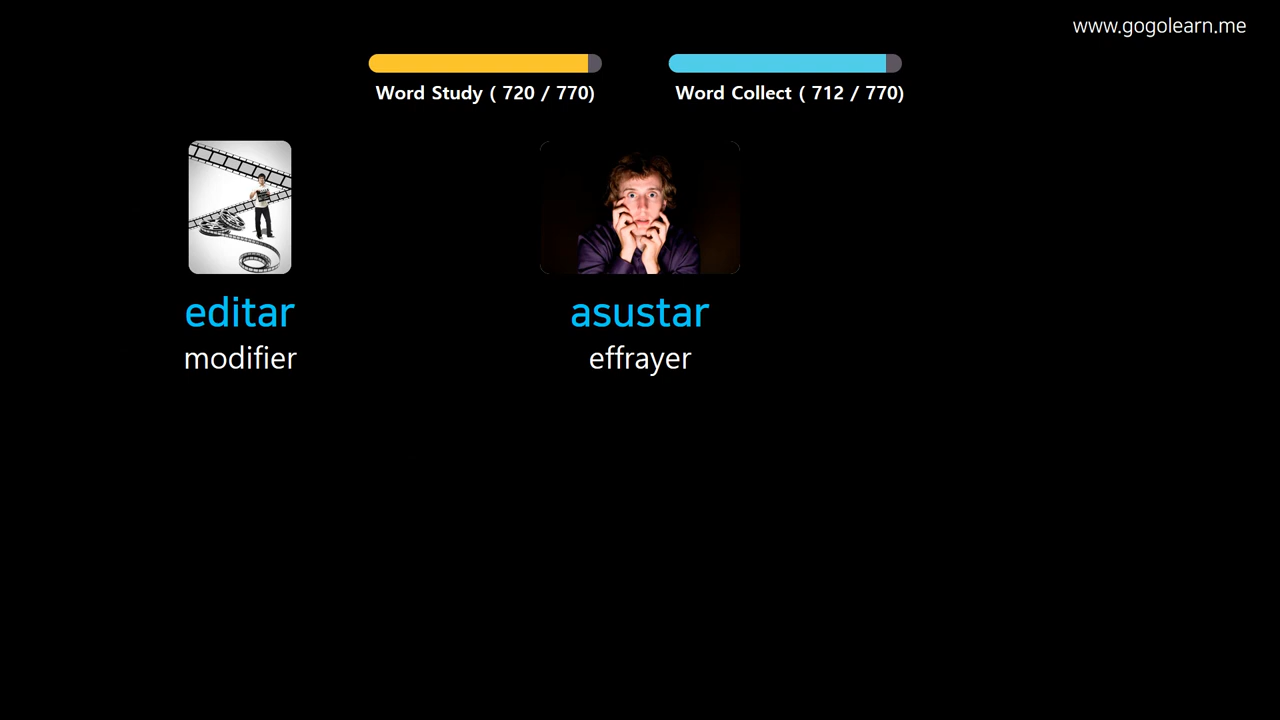 www.gogolearn.me
Word Study ( 720 / 770)
Word Collect ( 712 / 770)
editar
modifier
asustar
effrayer